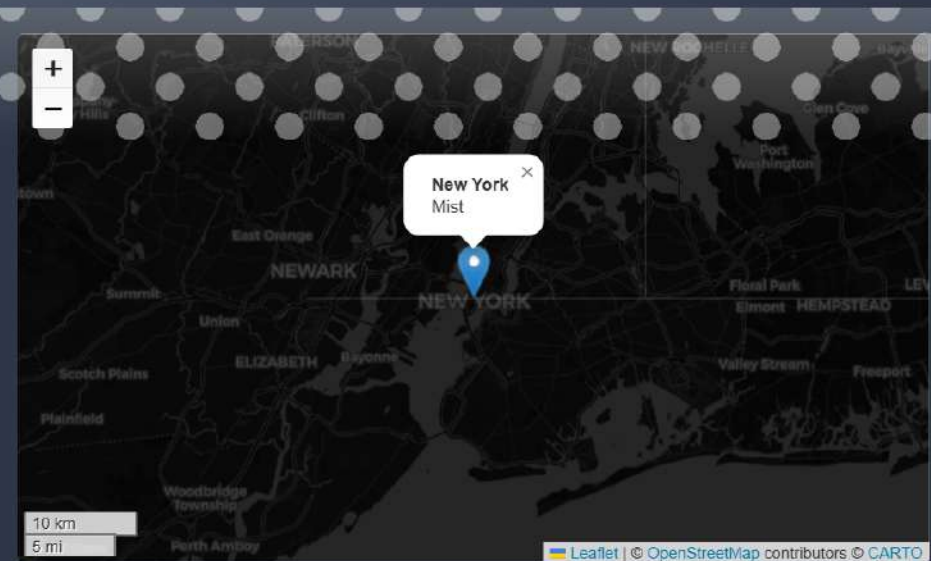 +
NEW ROCHELLE
−
Clifton
Glen Cove
Port
Washington
×
New York
Mist
East Orange
NEWARK
Summit
Floral Park
NEW YORK
Elmont
HEMPSTEAD
Union
ELIZABETH
Bayonne
Valley Stream
Scotch Plains
Freeport
Plainfield
Woodbridge
Township
10 km
5 mi
Perth Amboy
Leaflet | © OpenStreetMap contributors © CARTO